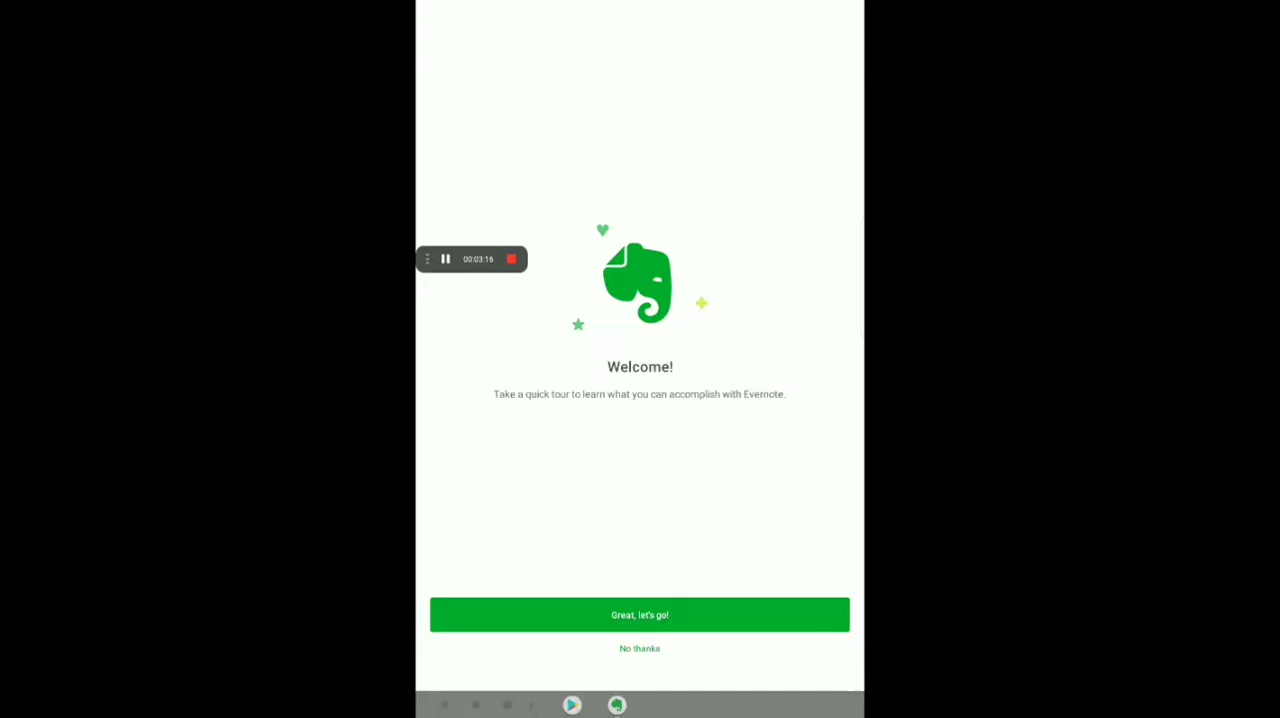 00:03:16
Welcome!
Take a quick tour to learn what you can accomplish with Evernote.
Great, let's go!
No thanks